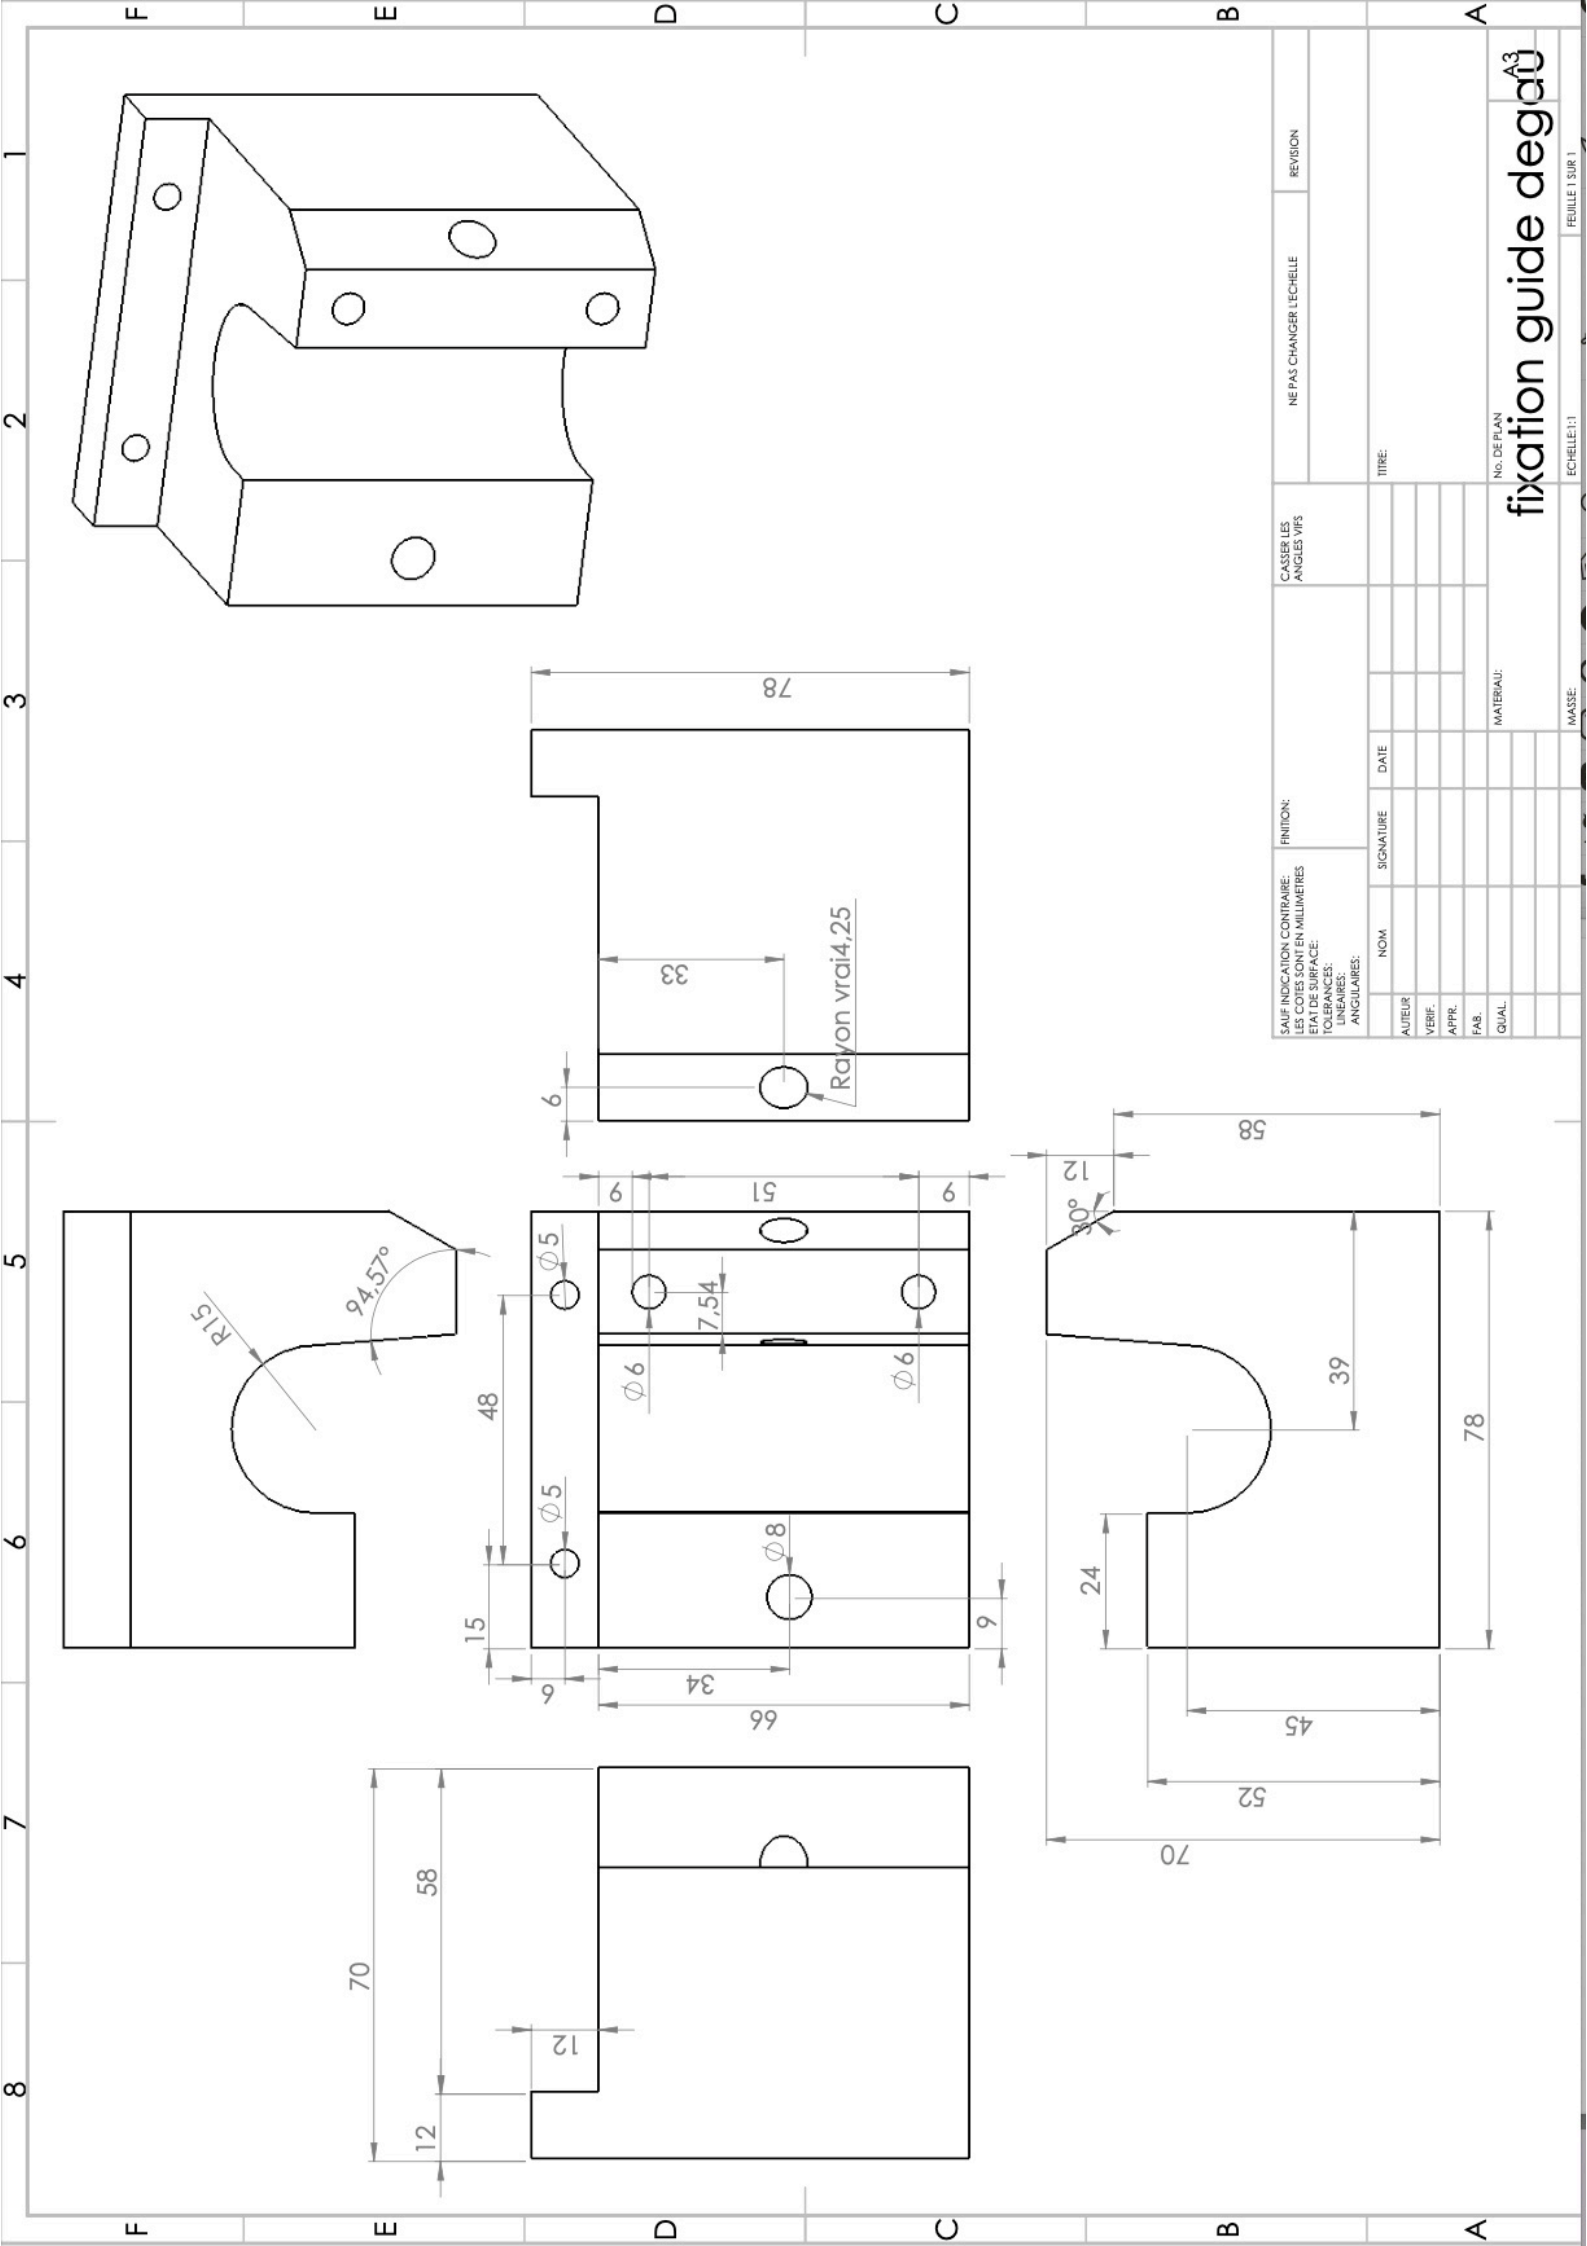 8 7 6 5 4 3 2 1
F
F
E
E
D
D
C
C
B
B
A
A
R15
94,57°
70
58
12
12
15
48
6
Ø5
Ø5
6
51
9
Ø6
7,54
Ø6
Ø8
34
66
9
6
33
Rayon vrai4,25
78
12
30°
58
24
39
78
45
52
70
SAUF INDICATION CONTRAIRE:
LES COTES SONT EN MILLIMETRES
ETAT DE SURFACE:
TOLERANCES:
LINEAIRES:
ANGULAIRES:
FINITION:
CASSER LES
ANGLES VIFS
NE PAS CHANGER L'ECHELLE
REVISION
NOM
SIGNATURE
DATE
TITRE:
AUTEUR
VERIF.
APPR.
FAB.
QUAL.
MATERIAU:
No. DE PLAN
fixation guide degau
A3
MASSE:
ECHELLE:1:1
FEUILLE 1 SUR 1